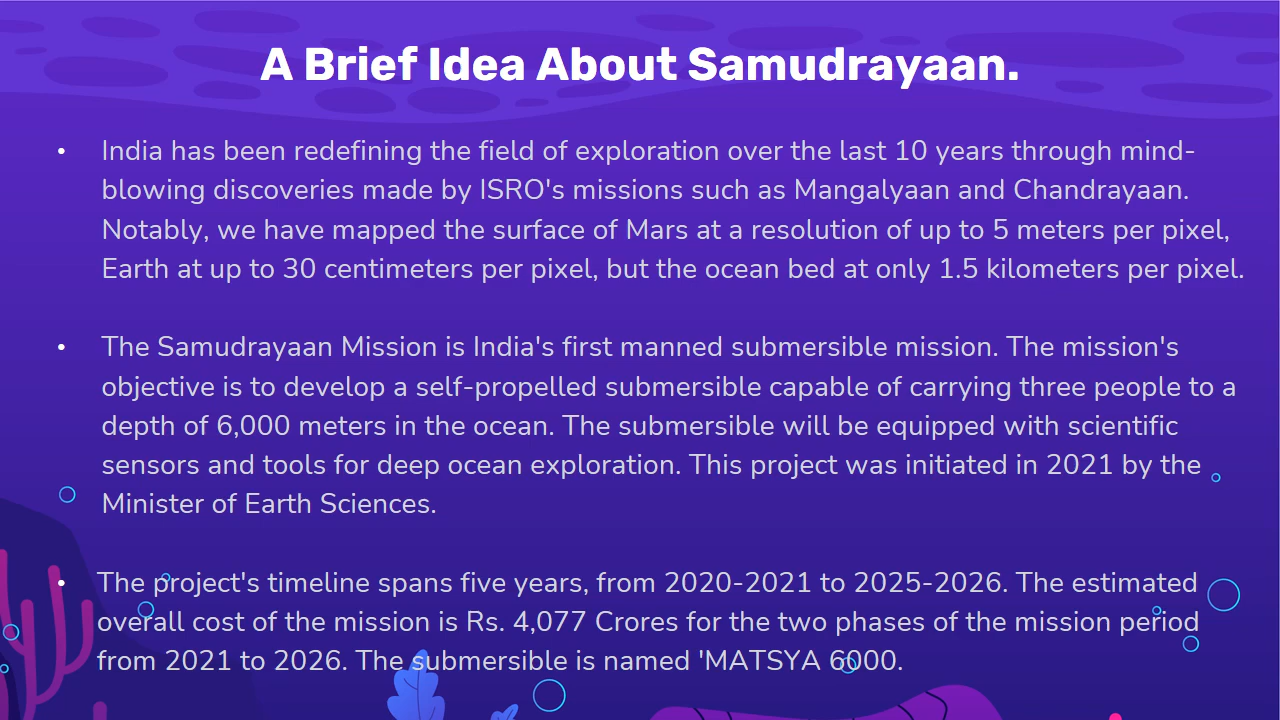 A Brief Idea About Samudrayaan.
• India has been redefining the field of exploration over the last 10 years through mind-
blowing discoveries made by ISRO's missions such as Mangalyaan and Chandrayaan.
Notably, we have mapped the surface of Mars at a resolution of up to 5 meters per pixel,
Earth at up to 30 centimeters per pixel, but the ocean bed at only 1.5 kilometers per pixel.
• The Samudrayaan Mission is India's first manned submersible mission. The mission's
objective is to develop a self-propelled submersible capable of carrying three people to a
depth of 6,000 meters in the ocean. The submersible will be equipped with scientific
sensors and tools for deep ocean exploration. This project was initiated in 2021 by the
Minister of Earth Sciences.
• The project's timeline spans five years, from 2020-2021 to 2025-2026. The estimated
overall cost of the mission is Rs. 4,077 Crores for the two phases of the mission period
from 2021 to 2026. The submersible is named 'MATSYA 6000.